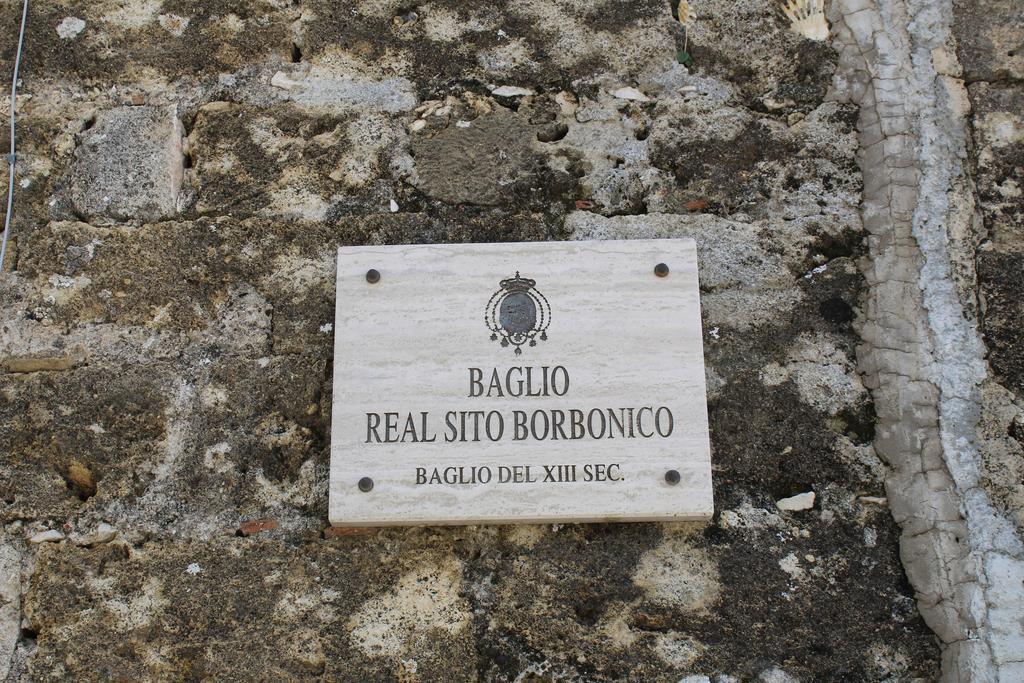 BAGLIO
REAL SITO BORBONICO
BAGLIO DEL XIII SEC.